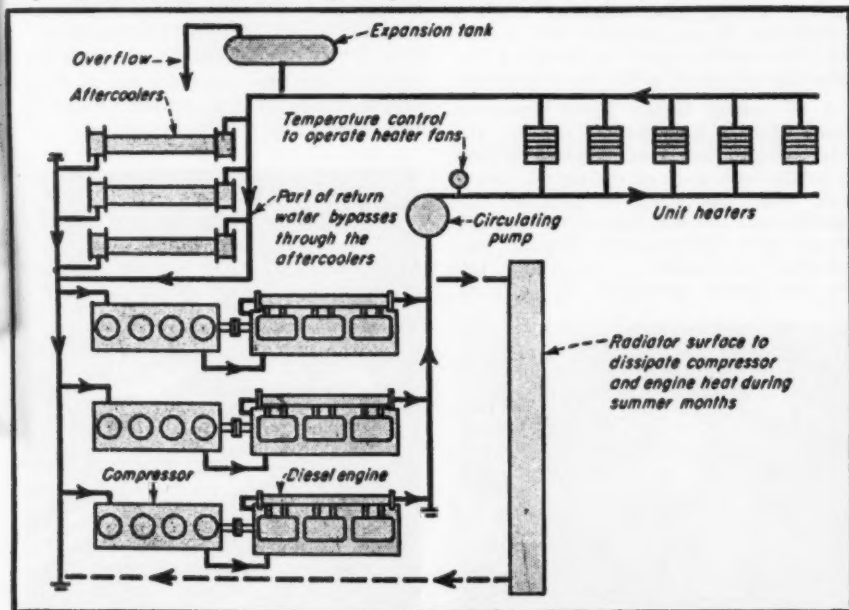 Expansion tank
Overflow
Aftercoolers
Temperature control
to operate heater fans
Part of return
water bypasses
through the
aftercoolers
Circulating
pump
Unit heaters
Radiator surface to
dissipate compressor
and engine heat during
summer months
Compressor
Diesel engine